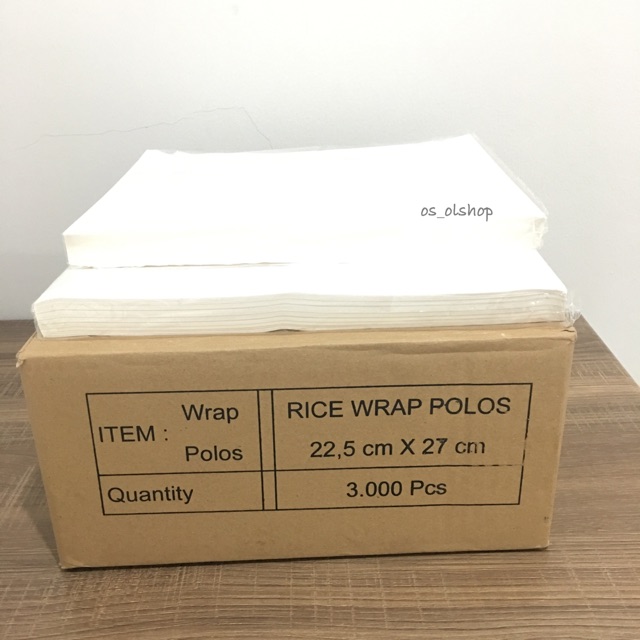 os_olshop
ITEM : Wrap Polos
RICE WRAP POLOS
22,5 cm X 27 cm
Quantity
3.000 Pcs